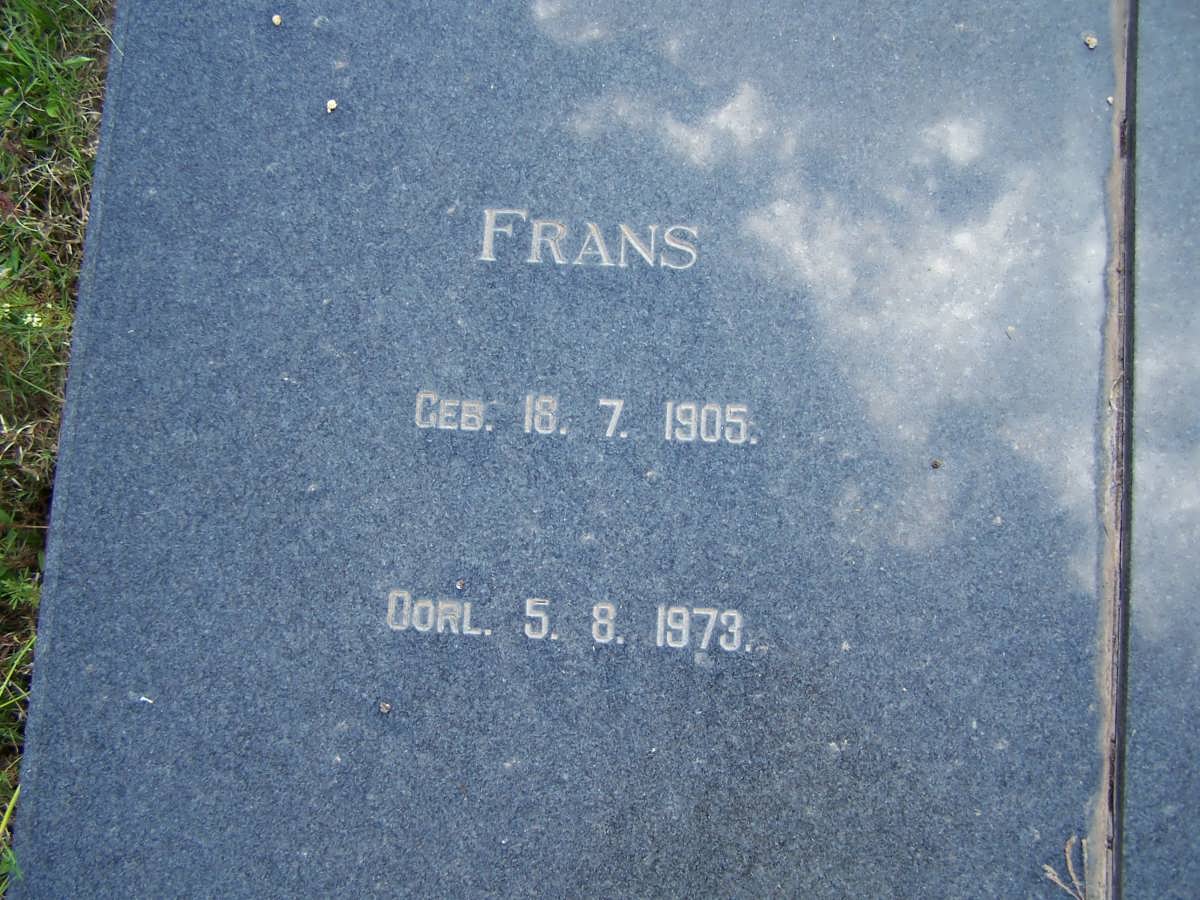 FRANS
GEB. 18. 7. 1905.
OORL. 5. 8. 1973.